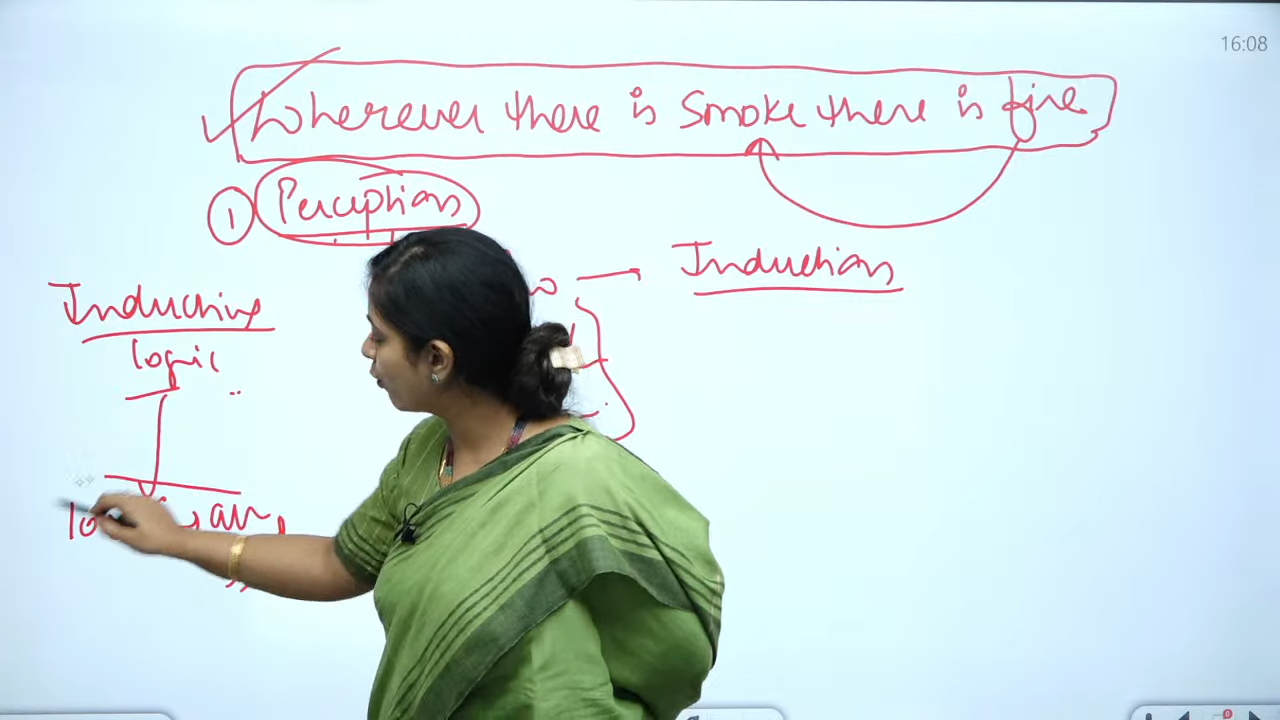 16:08
Wherever there is smoke there is fire
① Perception
Induction
Inductive
logic